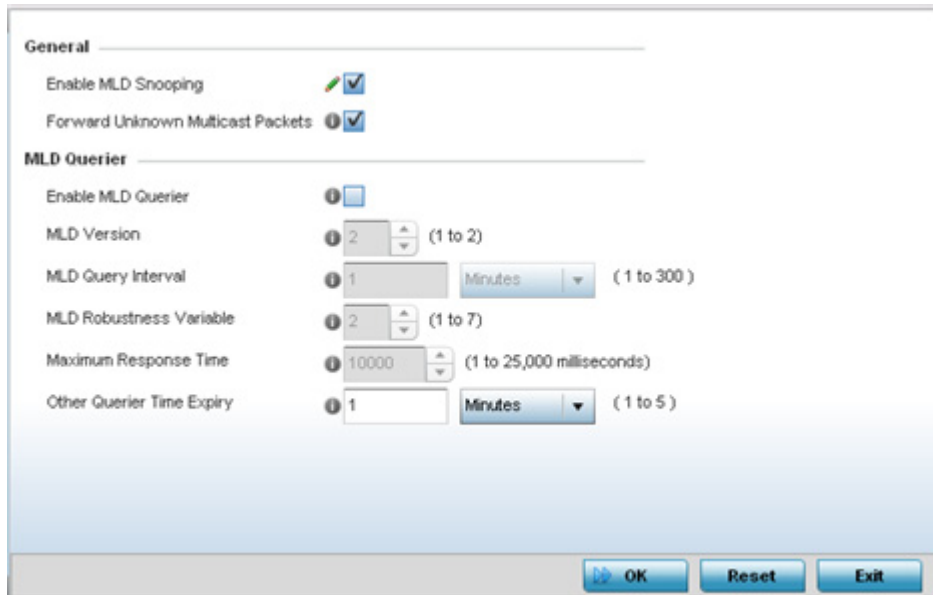 General
Enable MLD Snooping
Forward Unknown Multicast Packets
MLD Querier
Enable MLD Querier
MLD Version 2 (1 to 2)
MLD Query Interval 1 Minutes ( 1 to 300 )
MLD Robustness Variable 2 (1 to 7)
Maximum Response Time 10000 (1 to 25,000 milliseconds)
Other Querier Time Expiry 1 Minutes ( 1 to 5 )
OK Reset Exit